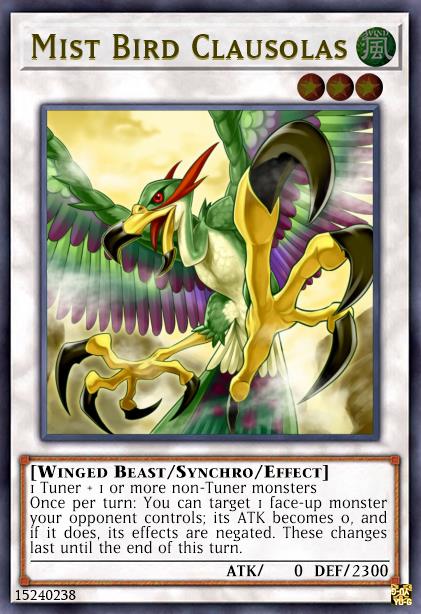 Mist Bird Clausolas
WIND
風
[Winged Beast/Synchro/Effect]
1 Tuner + 1 or more non-Tuner monsters
Once per turn: You can target 1 face-up monster
your opponent controls; its ATK becomes 0, and
if it does, its effects are negated. These changes
last until the end of this turn.
ATK/ 0 DEF/2300
15240238